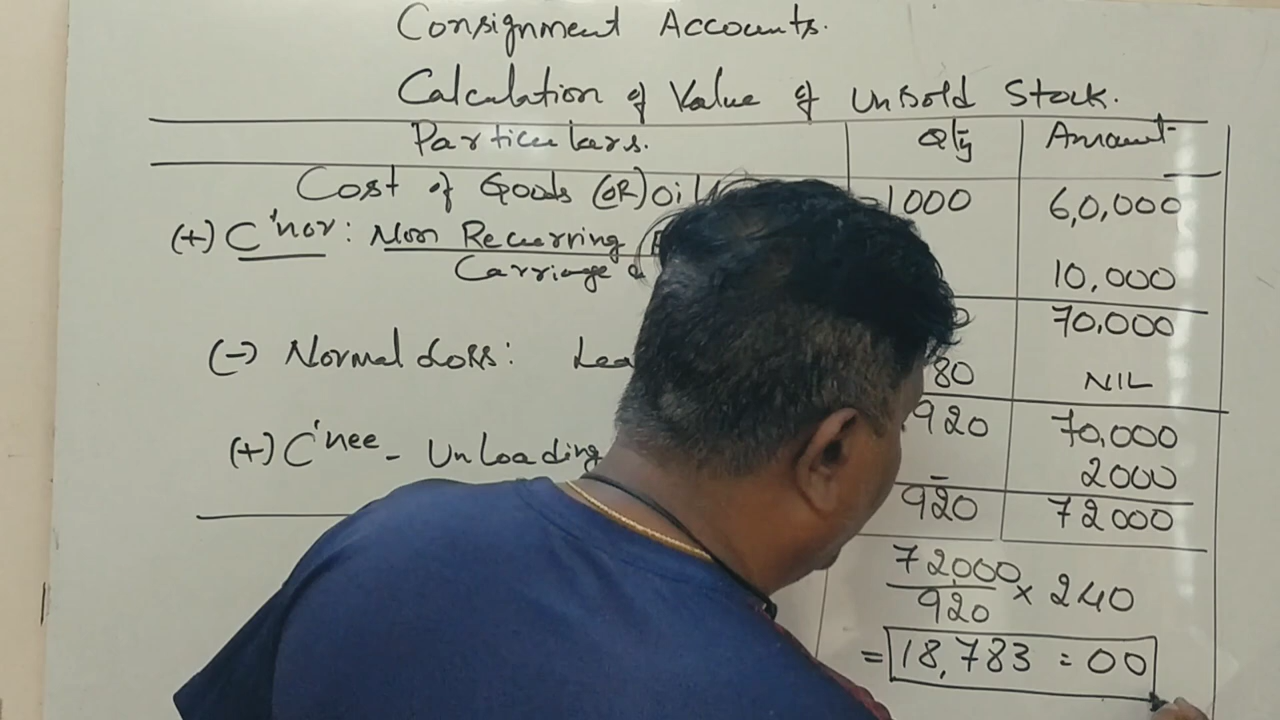 Consignment Accounts.
Calculation of Value of Unsold Stock.
Particulars. Qty Amount
Cost of Goods (OR) oil 1000 6,0,000
(+) C'nor: Non Recurring
Carriage 10,000
70,000
(-) Normal Loss: 80 NIL
920 70,000
(+) C'nee - Unloading - 2000
920 72000
72,000
920 × 240
= 18,783 = 00